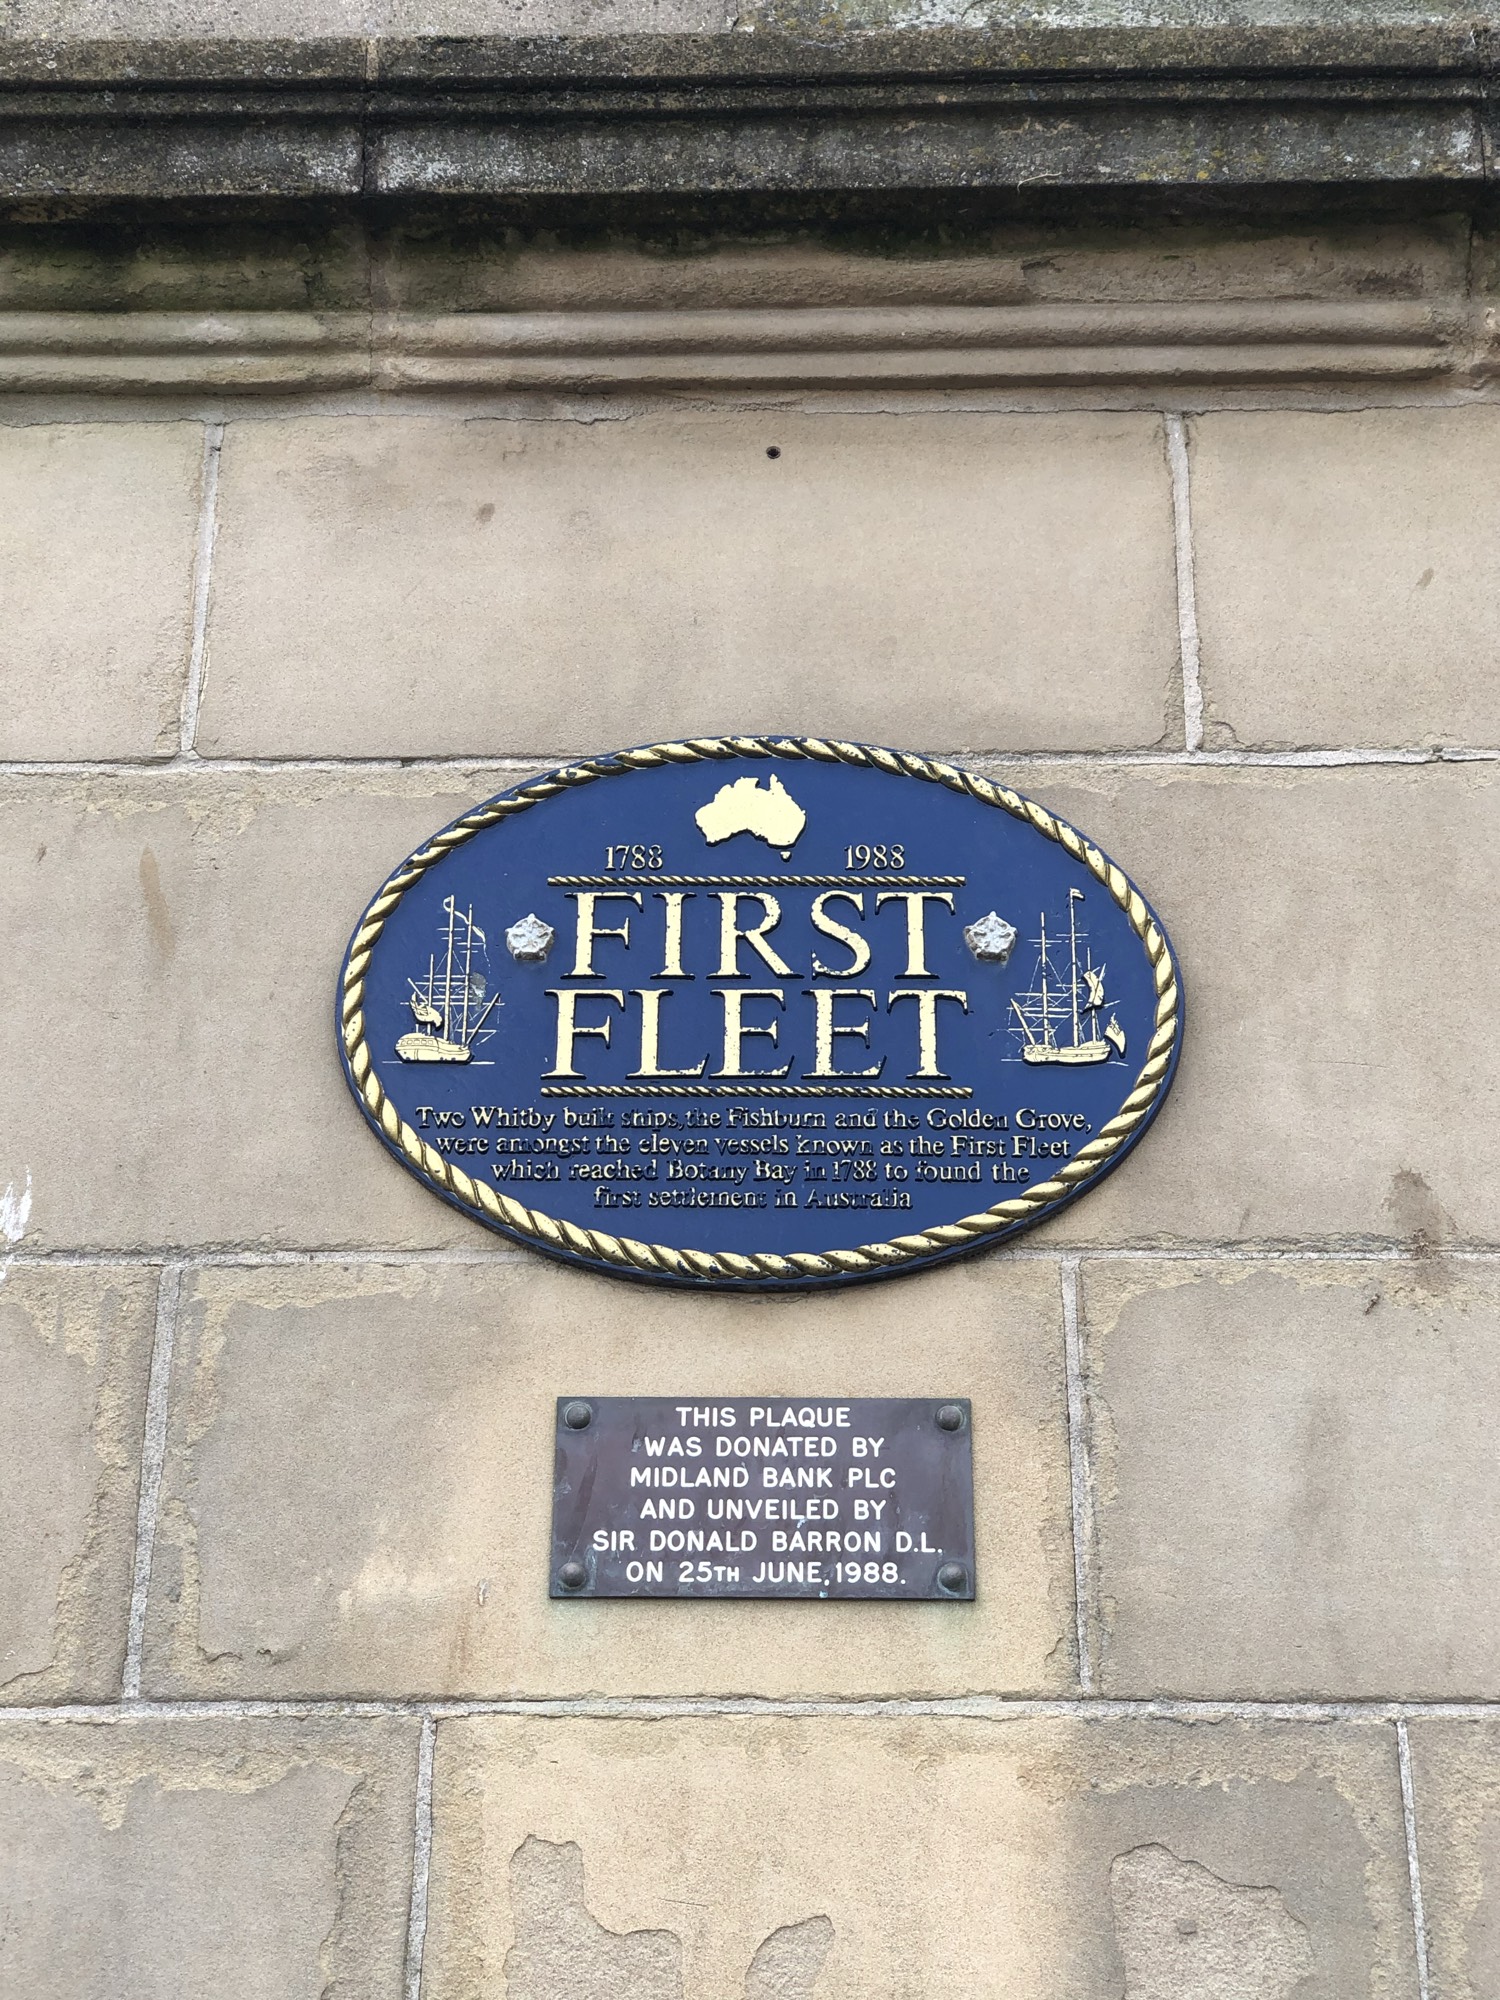 1788 1988
FIRST
FLEET
Two Whitby built ships, the Fishburn and the Golden Grove,
were amongst the eleven vessels known as the First Fleet
which reached Botany Bay in 1788 to found the
first settlement in Australia
THIS PLAQUE
WAS DONATED BY
MIDLAND BANK PLC
AND UNVEILED BY
SIR DONALD BARRON D.L.
ON 25TH JUNE, 1988.